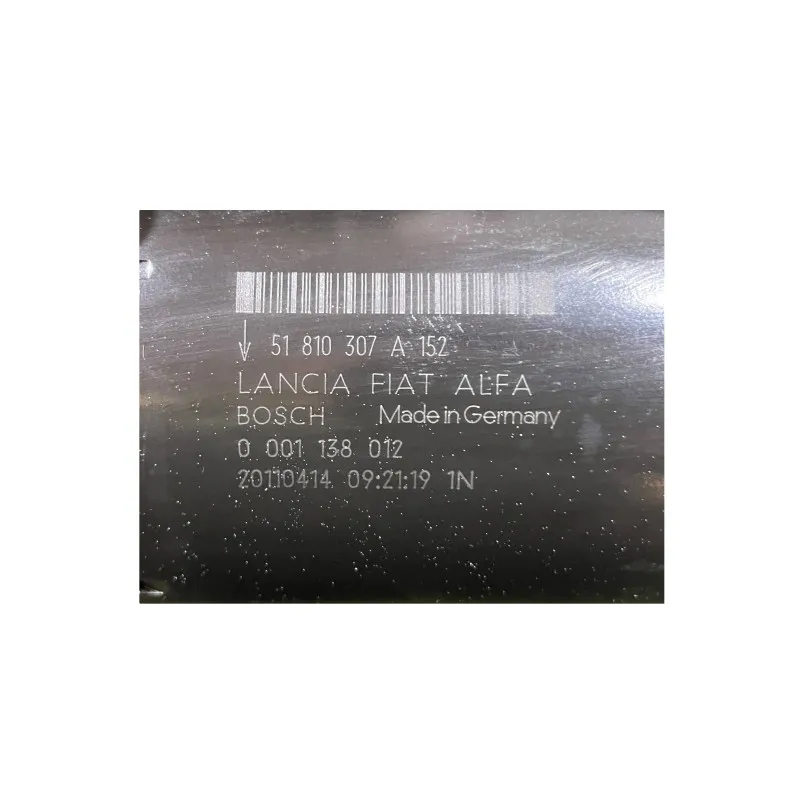 51 810 307 A 152
LANCIA FIAT ALFA
BOSCH Made in Germany
0 001 138 012
20110414 09:21:19 1N